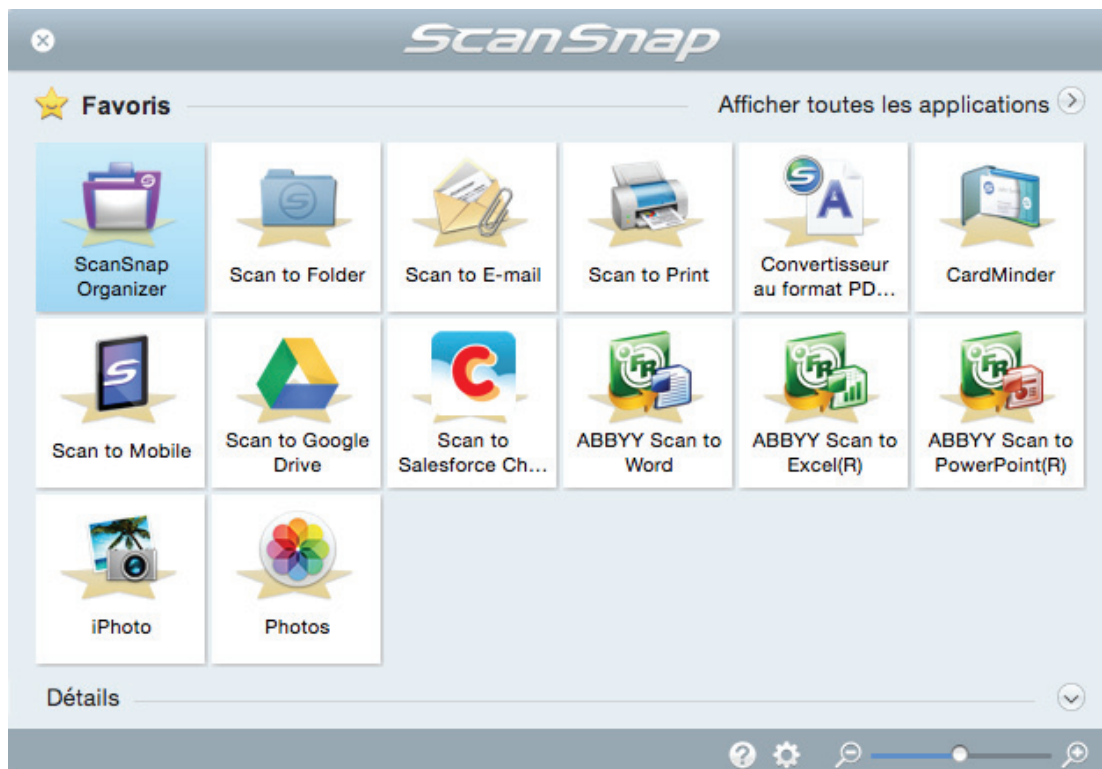 ScanSnap
Favoris
Afficher toutes les applications
ScanSnap
Organizer
Scan to Folder
Scan to E-mail
Scan to Print
Convertisseur
au format PD...
CardMinder
Scan to Mobile
Scan to Google
Drive
Scan to
Salesforce Ch...
ABBYY Scan to
Word
ABBYY Scan to
Excel(R)
ABBYY Scan to
PowerPoint(R)
iPhoto
Photos
Détails